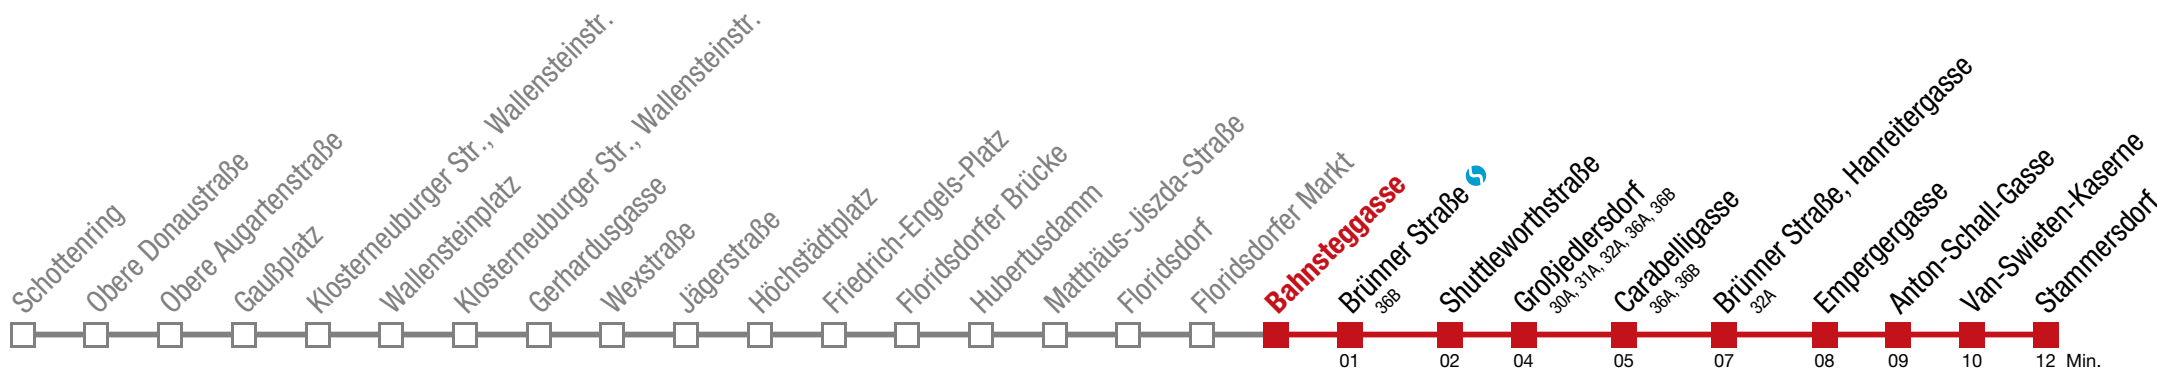 Schottenring
Obere Donaustraße
Obere Augartenstraße
Gaußplatz
Klosterneuburger Str., Wallensteinstr.
Wallensteinplatz
Klosterneuburger Str., Wallensteinstr.
Gerhardusgasse
Wexstraße
Jägerstraße
Höchstädtplatz
Friedrich-Engels-Platz
Floridsdorfer Brücke
Hubertusdamm
Matthäus-Jiszda-Straße
Floridsdorf
Floridsdorfer Markt
Bahnsteggasse
Brünner Straße
36B
Shuttleworthstraße
Großjedlersdorf
30A, 31A, 32A, 36A, 36B
Carabelligasse
36A, 36B
Brünner Straße, Hanreitergasse
32A
Empergergasse
Anton-Schall-Gasse
Van-Swieten-Kaserne
Stammersdorf
01 02 04 05 07 08 09 10 12 Min.